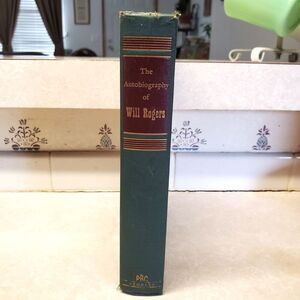 The
Autobiography
of
Will Rogers